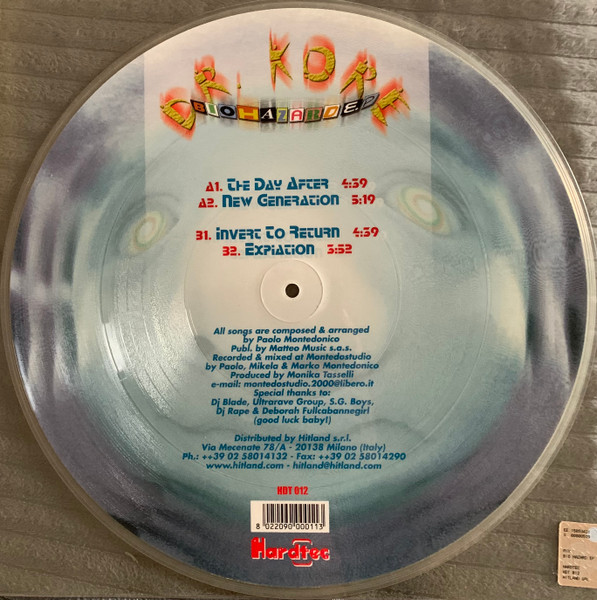 DR. KORE
BIOHAZARDED
A1. The Day After 4:39
A2. New Generation 5:19
B1. Invert To Return 4:39
B2. Expiation 3:52
All songs are composed & arranged
by Paolo Montedonico
Publ. by Matteo Music s.a.s.
Recorded & mixed at Montedostudio
by Paolo, Mikela & Marko Montedonico
Produced by Monika Tasselli
e-mail: montedostudio.2000@libero.it
Special thanks to:
Dj Blade, Ultrarave Group, S.G. Boys,
Dj Rape & Deborah Fullcabannegirl
(good luck baby!)
Distributed by Hitland s.r.l.
Via Mecenate 78/A - 20138 Milano (Italy)
Ph.: ++39 02 58014132 - Fax: ++39 02 58014290
www.hitland.com - hitland@hitland.com
HDT 012
8 022090 000113
Hardtec
HARDTEC
HDT 012